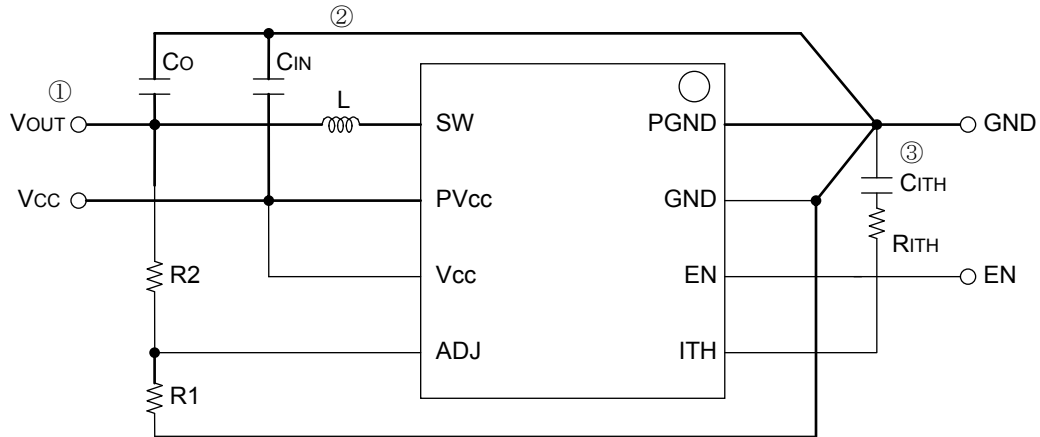 ②
CO
CIN
①
L
VOUT
SW
PGND
GND
③
CITH
VCC
PVcc
GND
RITH
R2
Vcc
EN
EN
ADJ
ITH
R1